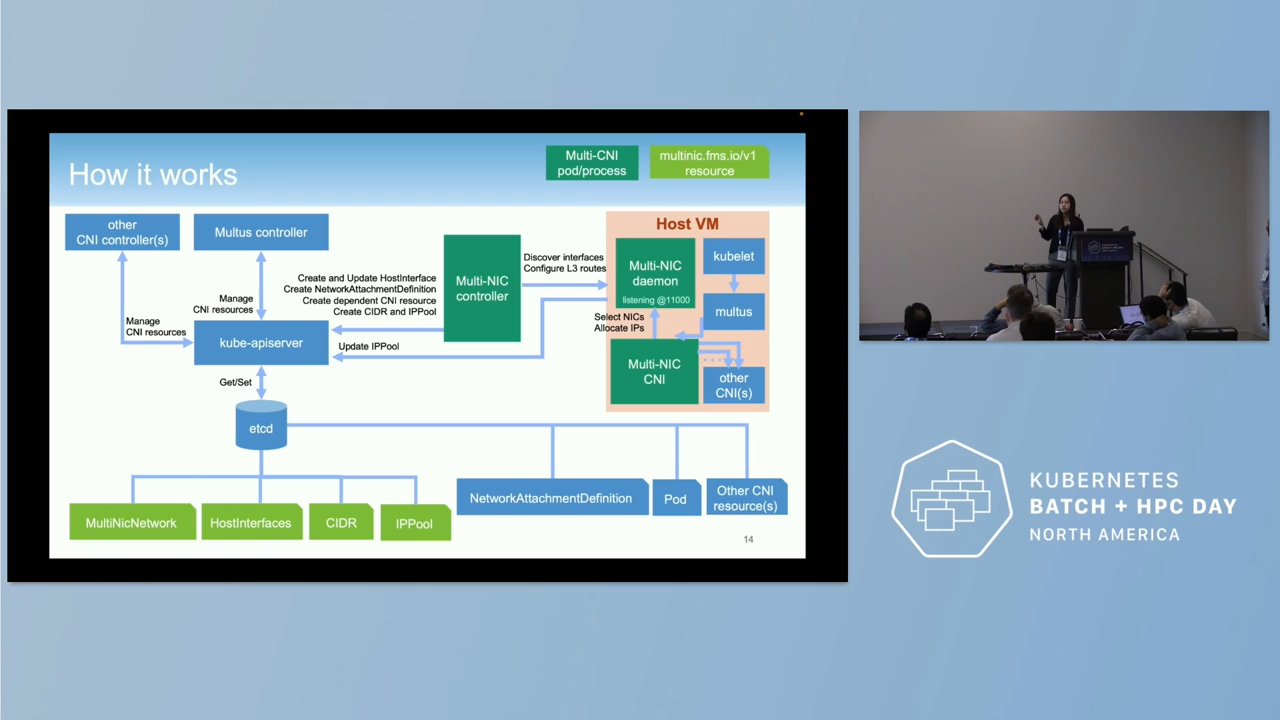 How it works
Multi-CNI
pod/process
multinic.fms.io/v1
resource
other
CNI controller(s)
Multus controller
Manage
CNI resources
Manage
CNI resources
kube-apiserver
Get/Set
etcd
Create and Update HostInterface
Create NetworkAttachmentDefinition
Create dependent CNI resource
Create CIDR and IPPool
Update IPPool
Multi-NIC
controller
Discover interfaces
Configure L3 routes
Host VM
Multi-NIC
daemon
listening @11000
kubelet
multus
Select NICs
Allocate IPs
Multi-NIC
CNI
other
CNI(s)
MultiNicNetwork
HostInterfaces
CIDR
IPPool
NetworkAttachmentDefinition
Pod
Other CNI
resource(s)
14
KUBERNETES
BATCH + HPC DAY
NORTH AMERICA